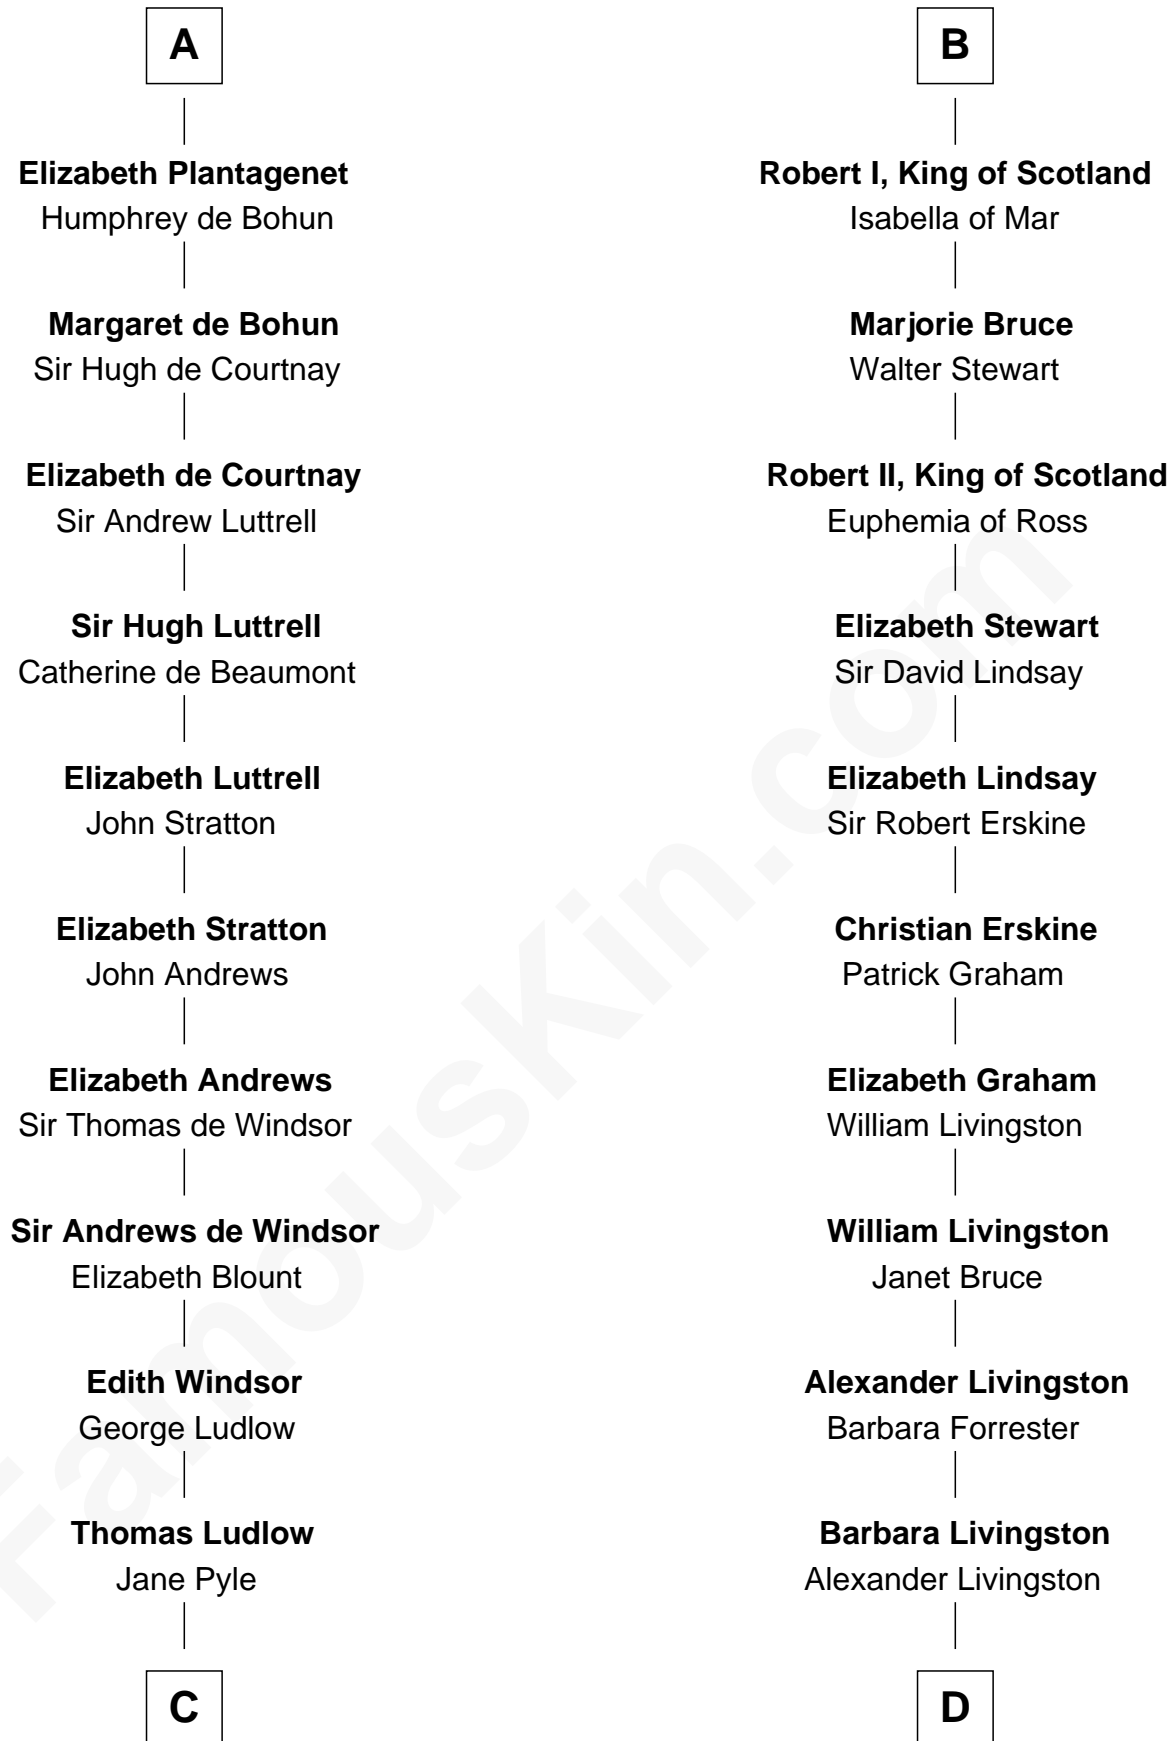 A
Elizabeth Plantagenet
Humphrey de Bohun
Margaret de Bohun
Sir Hugh de Courtnay
Elizabeth de Courtnay
Sir Andrew Luttrell
Sir Hugh Luttrell
Catherine de Beaumont
Elizabeth Luttrell
John Stratton
Elizabeth Stratton
John Andrews
Elizabeth Andrews
Sir Thomas de Windsor
Sir Andrews de Windsor
Elizabeth Blount
Edith Windsor
George Ludlow
Thomas Ludlow
Jane Pyle
C
B
Robert I, King of Scotland
Isabella of Mar
Marjorie Bruce
Walter Stewart
Robert II, King of Scotland
Euphemia of Ross
Elizabeth Stewart
Sir David Lindsay
Elizabeth Lindsay
Sir Robert Erskine
Christian Erskine
Patrick Graham
Elizabeth Graham
William Livingston
William Livingston
Janet Bruce
Alexander Livingston
Barbara Forrester
Barbara Livingston
Alexander Livingston
D
FamousKin.com